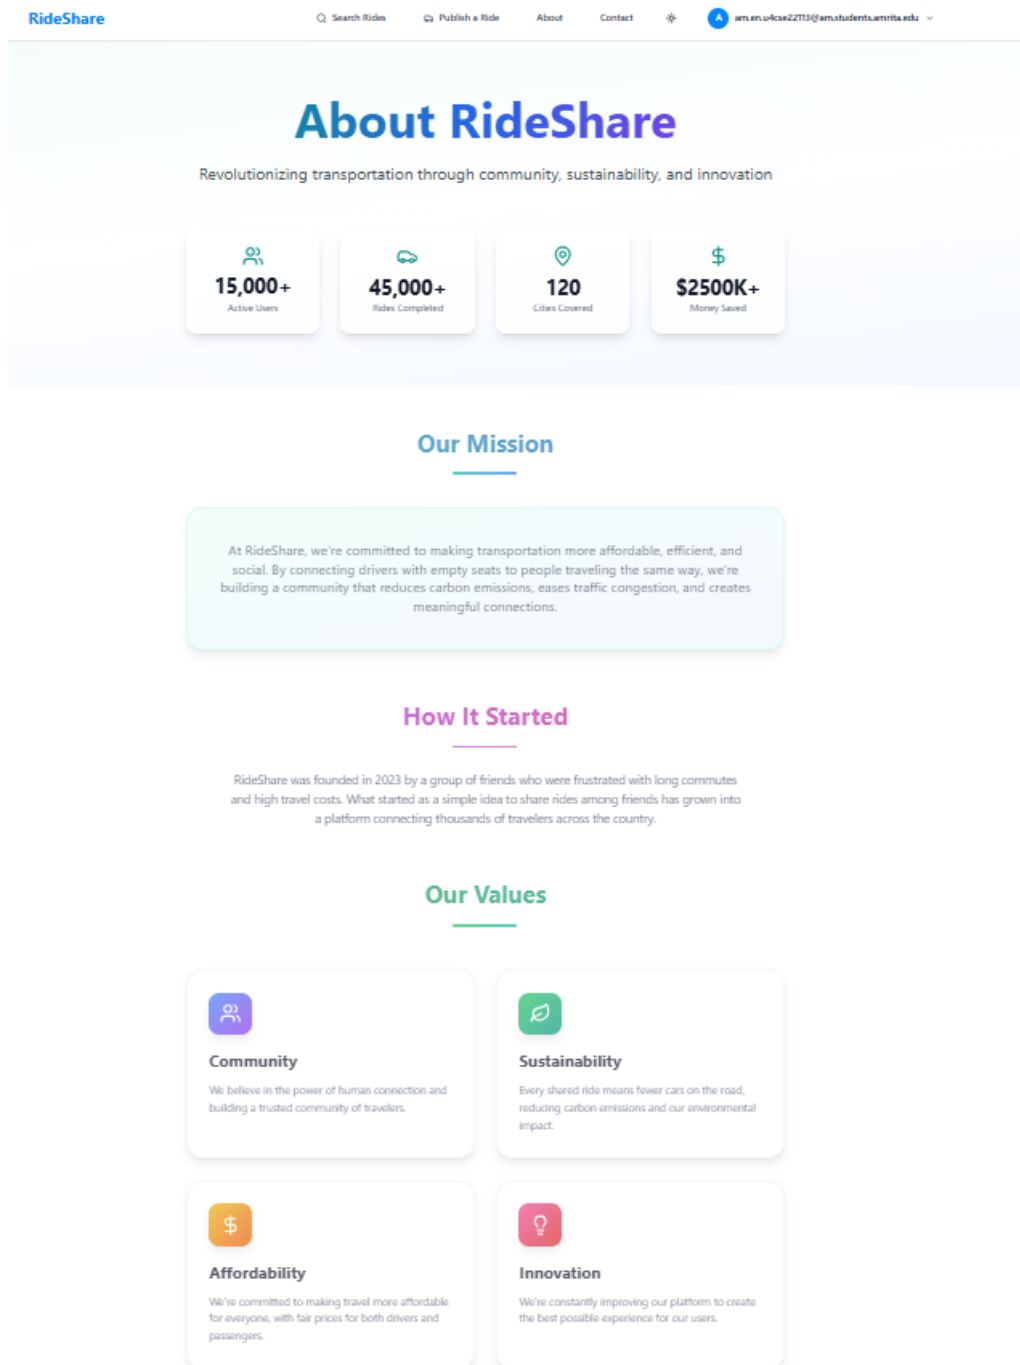 RideShare
Search Rides
Publish a Ride
About
Contact
A
am.en.u4cse22113@am.students.amrita.edu
About RideShare
Revolutionizing transportation through community, sustainability, and innovation
15,000+
Active Users
45,000+
Rides Completed
120
Cities Covered
$2500K+
Money Saved
Our Mission
At RideShare, we're committed to making transportation more affordable, efficient, and
social. By connecting drivers with empty seats to people traveling the same way, we're
building a community that reduces carbon emissions, eases traffic congestion, and creates
meaningful connections.
How It Started
RideShare was founded in 2023 by a group of friends who were frustrated with long commutes
and high travel costs. What started as a simple idea to share rides among friends has grown into
a platform connecting thousands of travelers across the country.
Our Values
Community
We believe in the power of human connection and
building a trusted community of travelers.
Sustainability
Every shared ride means fewer cars on the road,
reducing carbon emissions and our environmental
impact.
Affordability
We're committed to making travel more affordable
for everyone, with fair prices for both drivers and
passengers.
Innovation
We're constantly improving our platform to create
the best possible experience for our users.